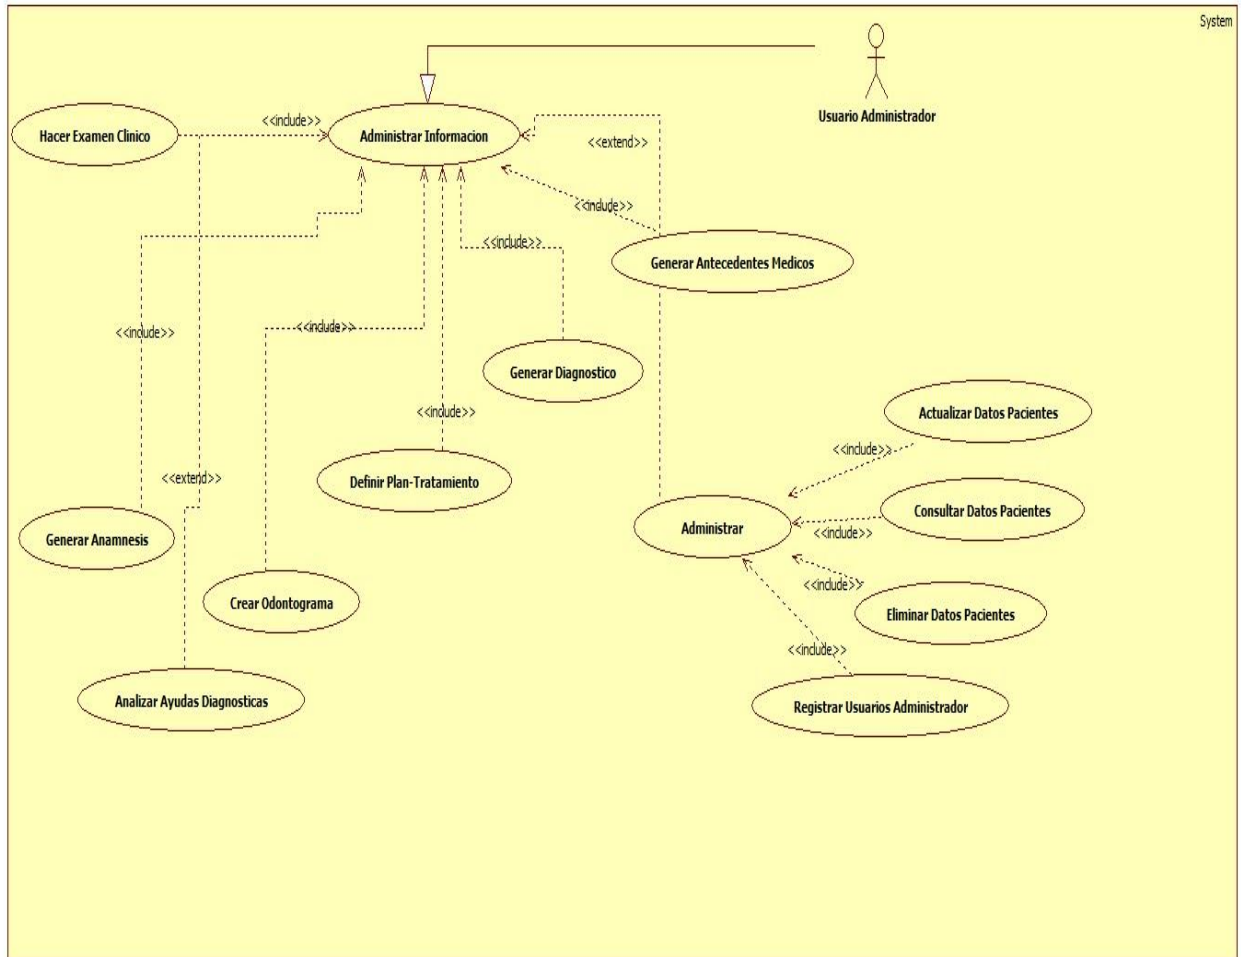 System
Usuario Administrador
Hacer Examen Clinico
<<include>>
Administrar Informacion
<<extend>>
<<include>>
<<include>>
Generar Antecedentes Medicos
<<include>>
<<include>>
Generar Diagnostico
<<include>>
Actualizar Datos Pacientes
<<include>>
<<extend>>
Definir Plan-Tratamiento
Consultar Datos Pacientes
Administrar
<<include>>
Generar Anamnesis
<<include>>
Crear Odontograma
Eliminar Datos Pacientes
<<include>>
Analizar Ayudas Diagnosticas
Registrar Usuarios Administrador